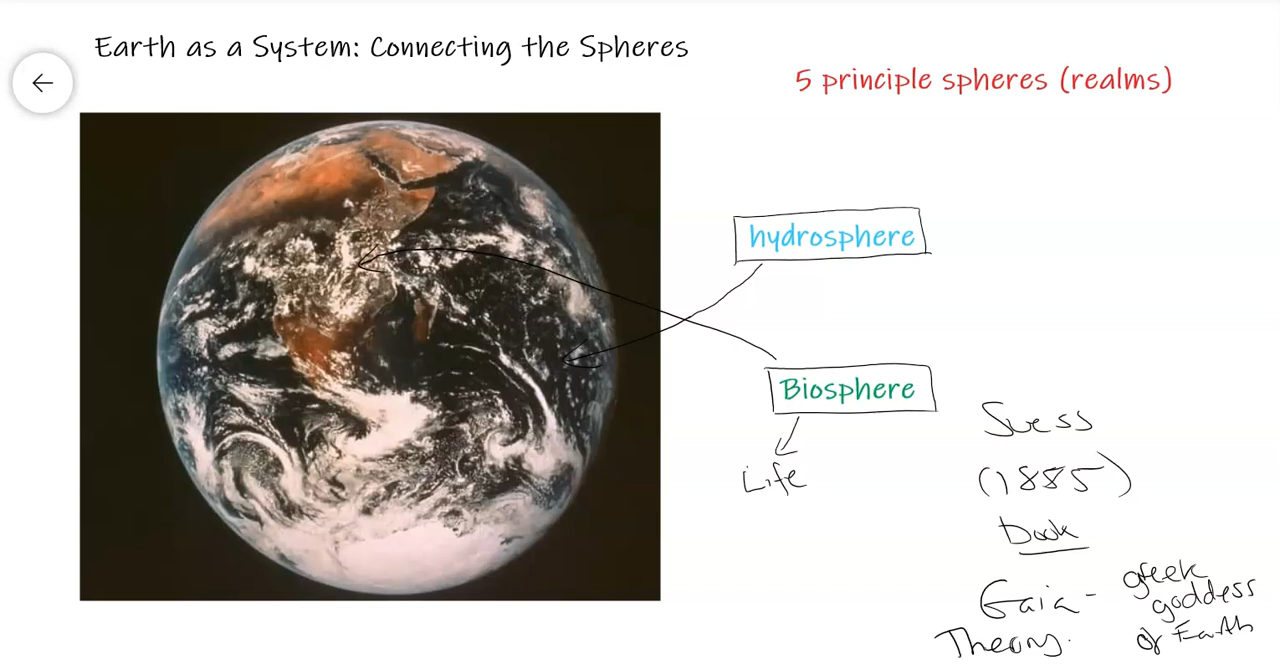 Earth as a System: Connecting the Spheres
5 principle spheres (realms)
hydrosphere
Biosphere
Life
Suess
(1885)
Book
Gaia - greek
goddess
Theory. of Earth